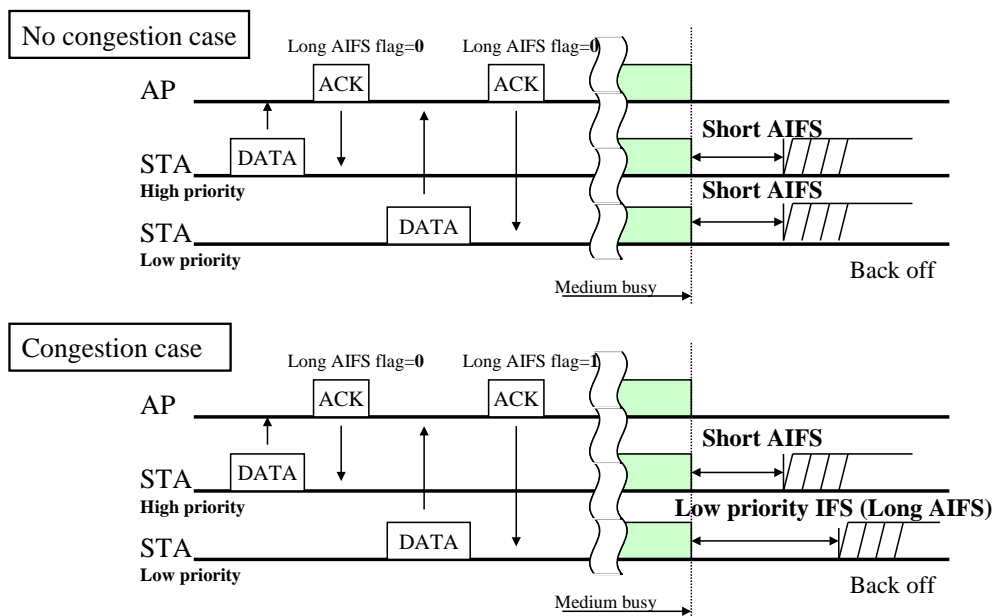 No congestion case
Long AIFS flag=0 Long AIFS flag=0
AP
ACK
ACK
Short AIFS
STA
High priority
DATA
Short AIFS
STA
Low priority
DATA
Back off
Medium busy
Congestion case
Long AIFS flag=0 Long AIFS flag=1
AP
ACK
ACK
Short AIFS
STA
High priority
DATA
Low priority IFS (Long AIFS)
STA
Low priority
DATA
Back off
Medium busy